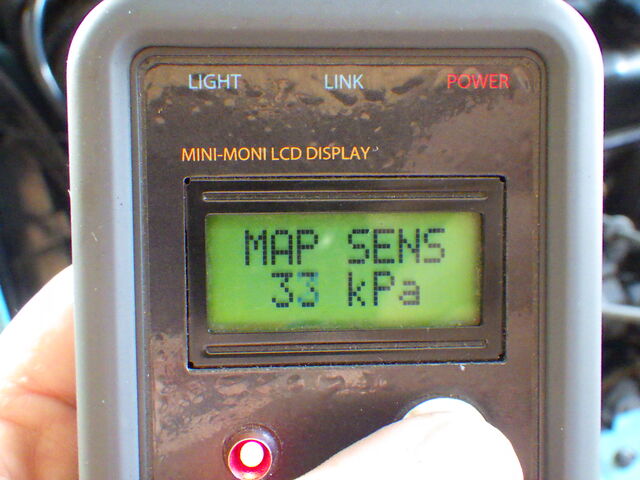 LIGHT LINK POWER
MINI-MONI LCD DISPLAY
MAP SENS
33 kPa